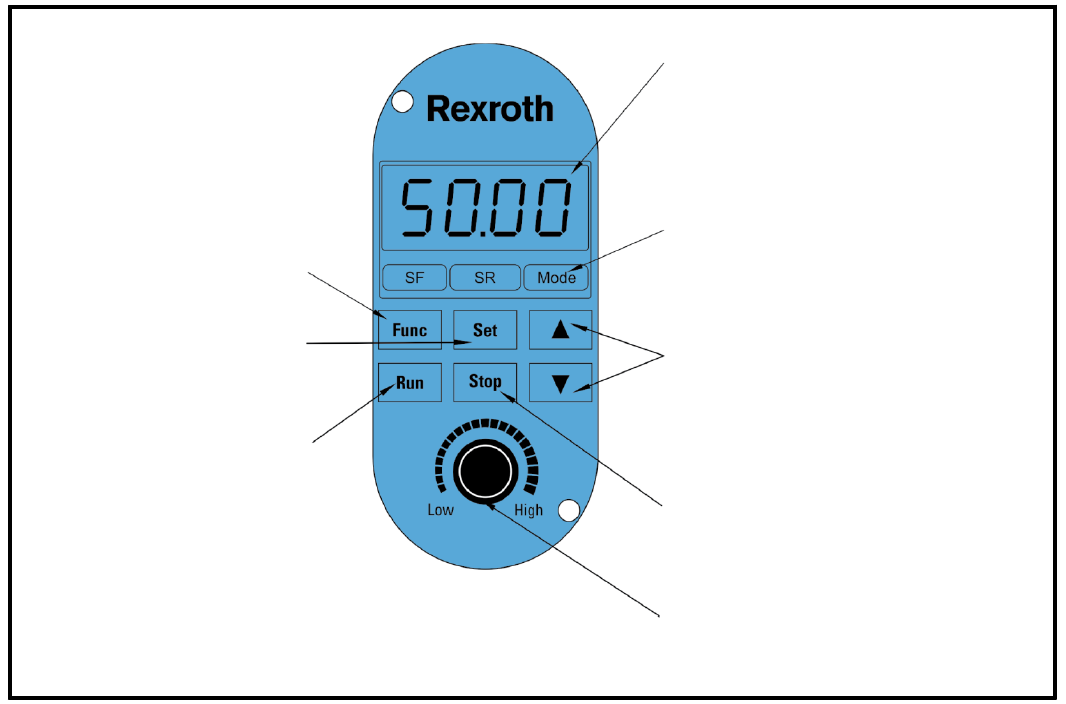 Rexroth
50.00
SF SR Mode
Func Set ▲
Run Stop ▼
Low High